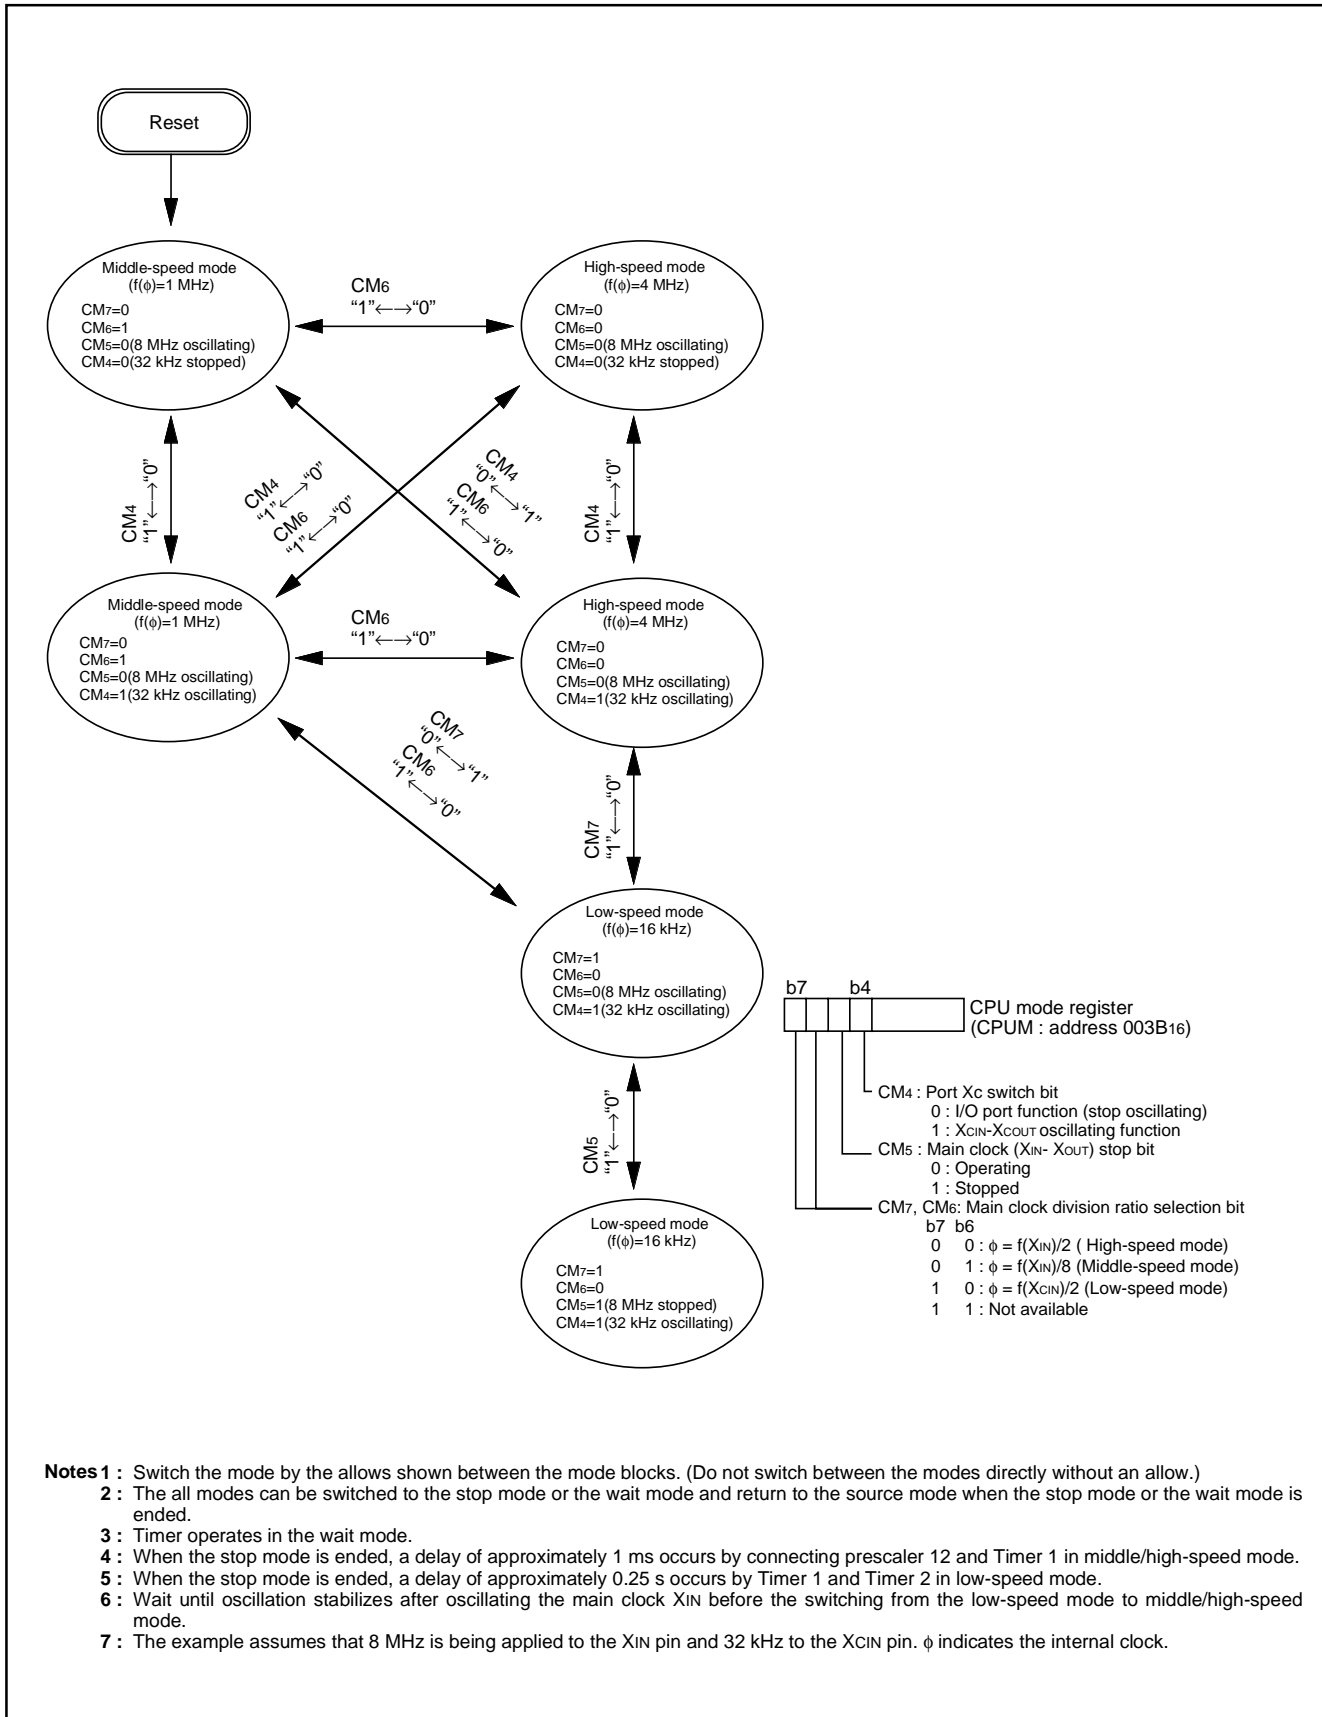 Reset
Middle-speed mode
(f(ϕ)=1 MHz)
CM7=0
CM6=1
CM5=0(8 MHz oscillating)
CM4=0(32 kHz stopped)
CM6
“1”←→“0”
High-speed mode
(f(ϕ)=4 MHz)
CM7=0
CM6=0
CM5=0(8 MHz oscillating)
CM4=0(32 kHz stopped)
CM4
“1”←→“0”
CM4
“1”←→“0”
CM6
“1”←→“0”
CM4
“0”←→“1”
CM6
“1”←→“0”
CM4
“1”←→“0”
Middle-speed mode
(f(ϕ)=1 MHz)
CM7=0
CM6=1
CM5=0(8 MHz oscillating)
CM4=1(32 kHz oscillating)
CM6
“1”←→“0”
High-speed mode
(f(ϕ)=4 MHz)
CM7=0
CM6=0
CM5=0(8 MHz oscillating)
CM4=1(32 kHz oscillating)
CM7
“0”←→“1”
CM6
“1”←→“0”
CM7
“1”←→“0”
Low-speed mode
(f(ϕ)=16 kHz)
CM7=1
CM6=0
CM5=0(8 MHz oscillating)
CM4=1(32 kHz oscillating)
CM5
“1”←→“0”
Low-speed mode
(f(ϕ)=16 kHz)
CM7=1
CM6=0
CM5=1(8 MHz stopped)
CM4=1(32 kHz oscillating)
b7 b4
CPU mode register
(CPUM : address 003B16)
CM4 : Port Xc switch bit
0 : I/O port function (stop oscillating)
1 : XCIN-XCOUT oscillating function
CM5 : Main clock (XIN- XOUT) stop bit
0 : Operating
1 : Stopped
CM7, CM6: Main clock division ratio selection bit
b7 b6
0 0 : ϕ = f(XIN)/2 ( High-speed mode)
0 1 : ϕ = f(XIN)/8 (Middle-speed mode)
1 0 : ϕ = f(XCIN)/2 (Low-speed mode)
1 1 : Not available
Notes 1 : Switch the mode by the allows shown between the mode blocks. (Do not switch between the modes directly without an allow.)
2 : The all modes can be switched to the stop mode or the wait mode and return to the source mode when the stop mode or the wait mode is
ended.
3 : Timer operates in the wait mode.
4 : When the stop mode is ended, a delay of approximately 1 ms occurs by connecting prescaler 12 and Timer 1 in middle/high-speed mode.
5 : When the stop mode is ended, a delay of approximately 0.25 s occurs by Timer 1 and Timer 2 in low-speed mode.
6 : Wait until oscillation stabilizes after oscillating the main clock XIN before the switching from the low-speed mode to middle/high-speed
mode.
7 : The example assumes that 8 MHz is being applied to the XIN pin and 32 kHz to the XCIN pin. ϕ indicates the internal clock.